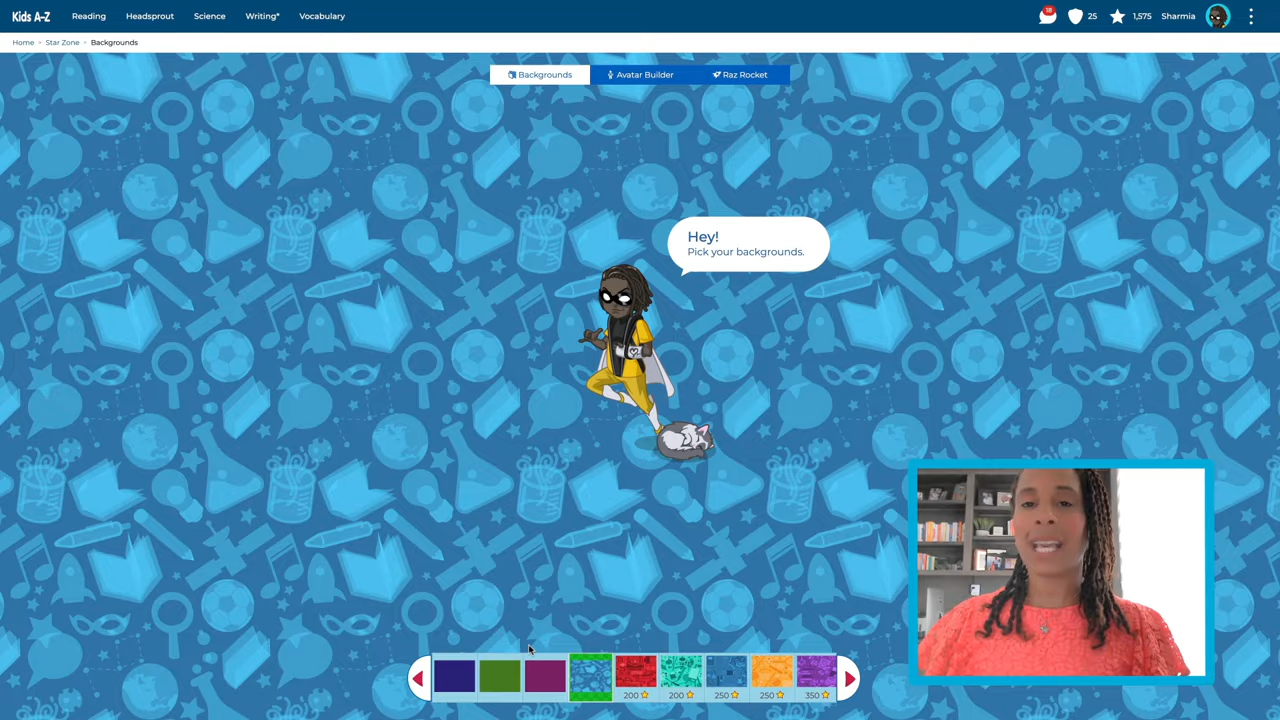 Kids A-Z
Reading
Headsprout
Science
Writing*
Vocabulary
18
25
1,575
Sharmia
Home > Star Zone > Backgrounds
Backgrounds
Avatar Builder
Raz Rocket
Hey!
Pick your backgrounds.
200
200
250
250
350